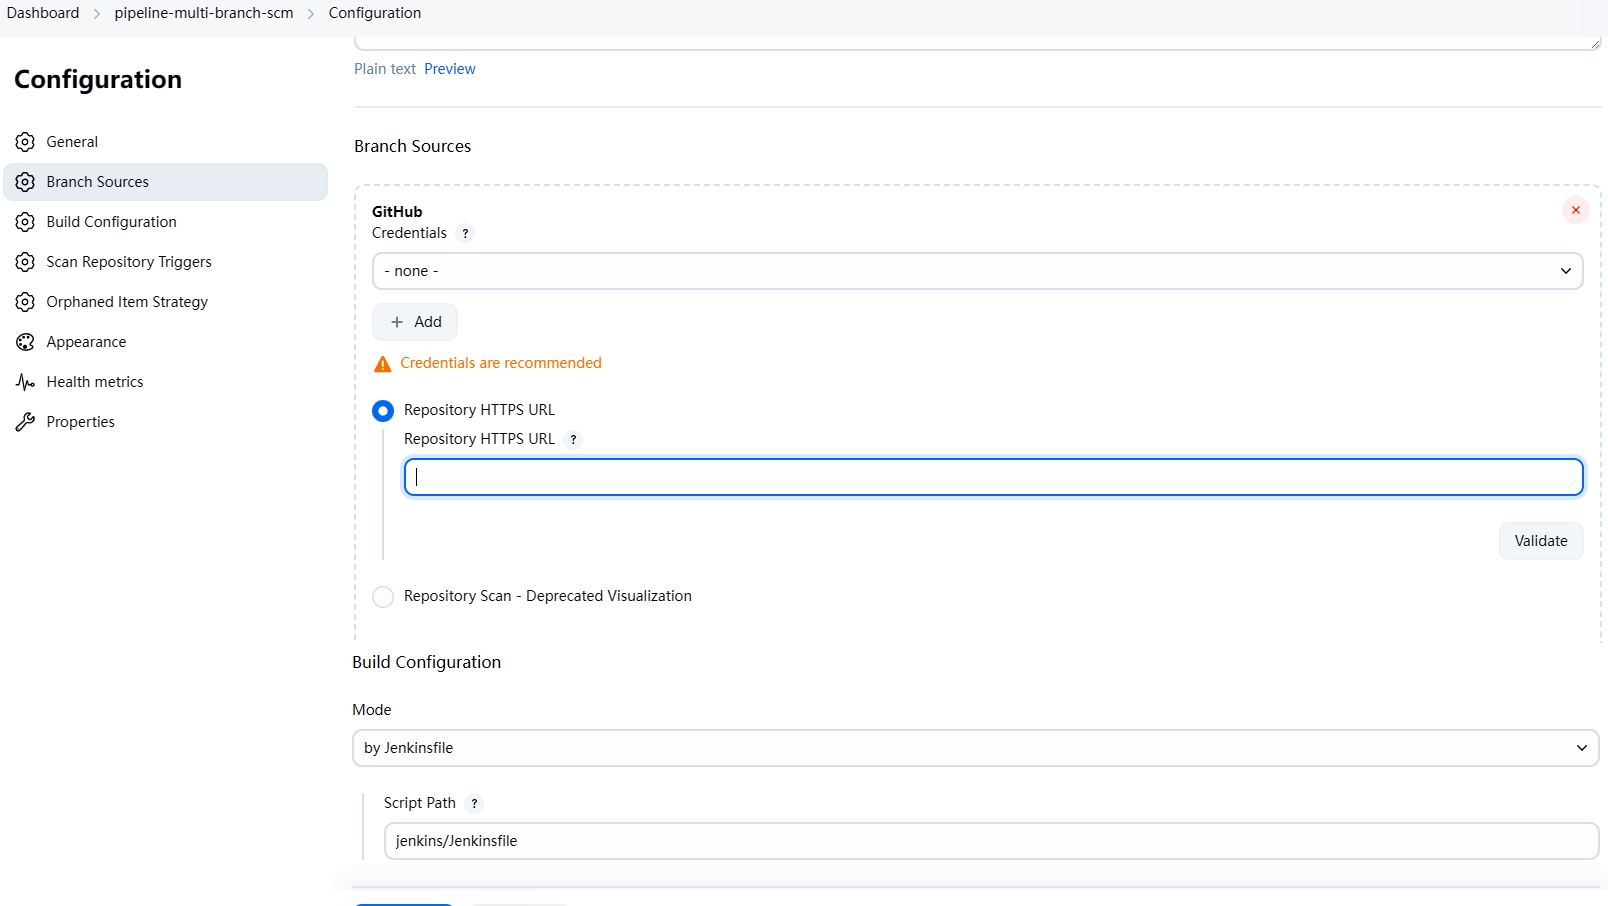 Dashboard > pipeline-multi-branch-scm > Configuration
Configuration
General
Branch Sources
Build Configuration
Scan Repository Triggers
Orphaned Item Strategy
Appearance
Health metrics
Properties
Plain text Preview
Branch Sources
GitHub
Credentials ?
- none -
+ Add
Credentials are recommended
Repository HTTPS URL
Repository HTTPS URL ?
Validate
Repository Scan - Deprecated Visualization
Build Configuration
Mode
by Jenkinsfile
Script Path ?
jenkins/Jenkinsfile